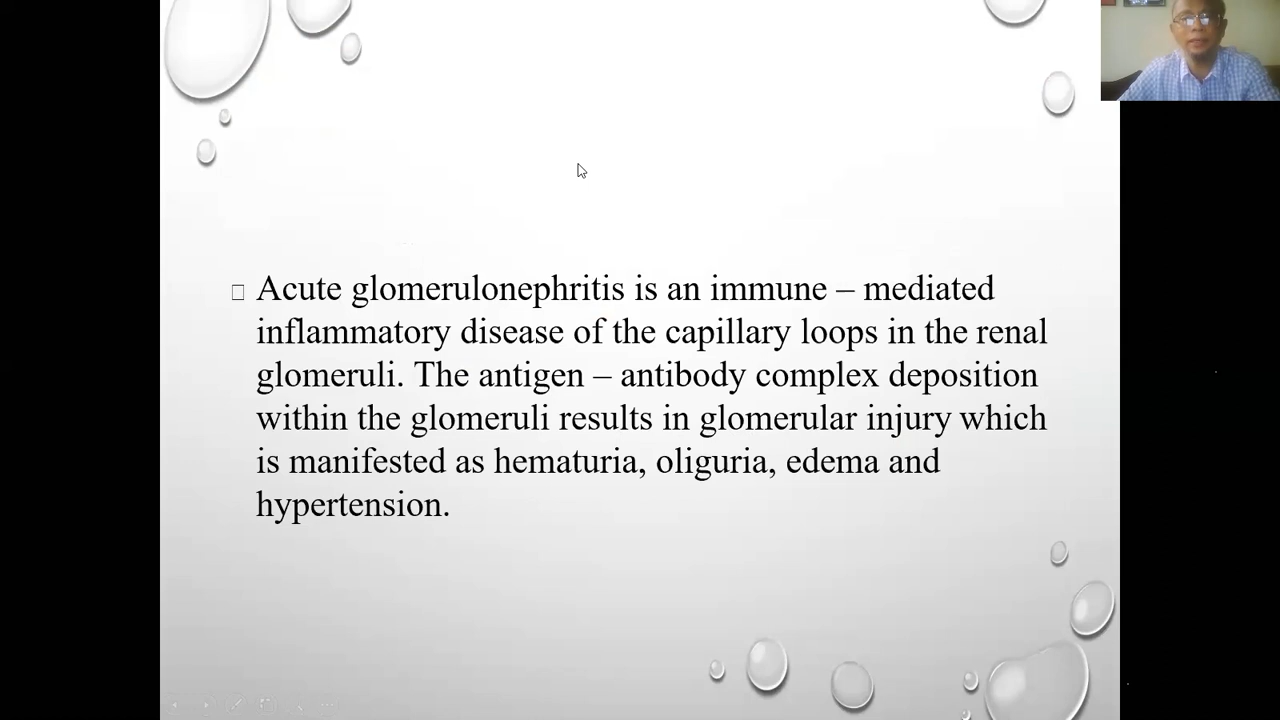 Acute glomerulonephritis is an immune – mediated
inflammatory disease of the capillary loops in the renal
glomeruli. The antigen – antibody complex deposition
within the glomeruli results in glomerular injury which
is manifested as hematuria, oliguria, edema and
hypertension.